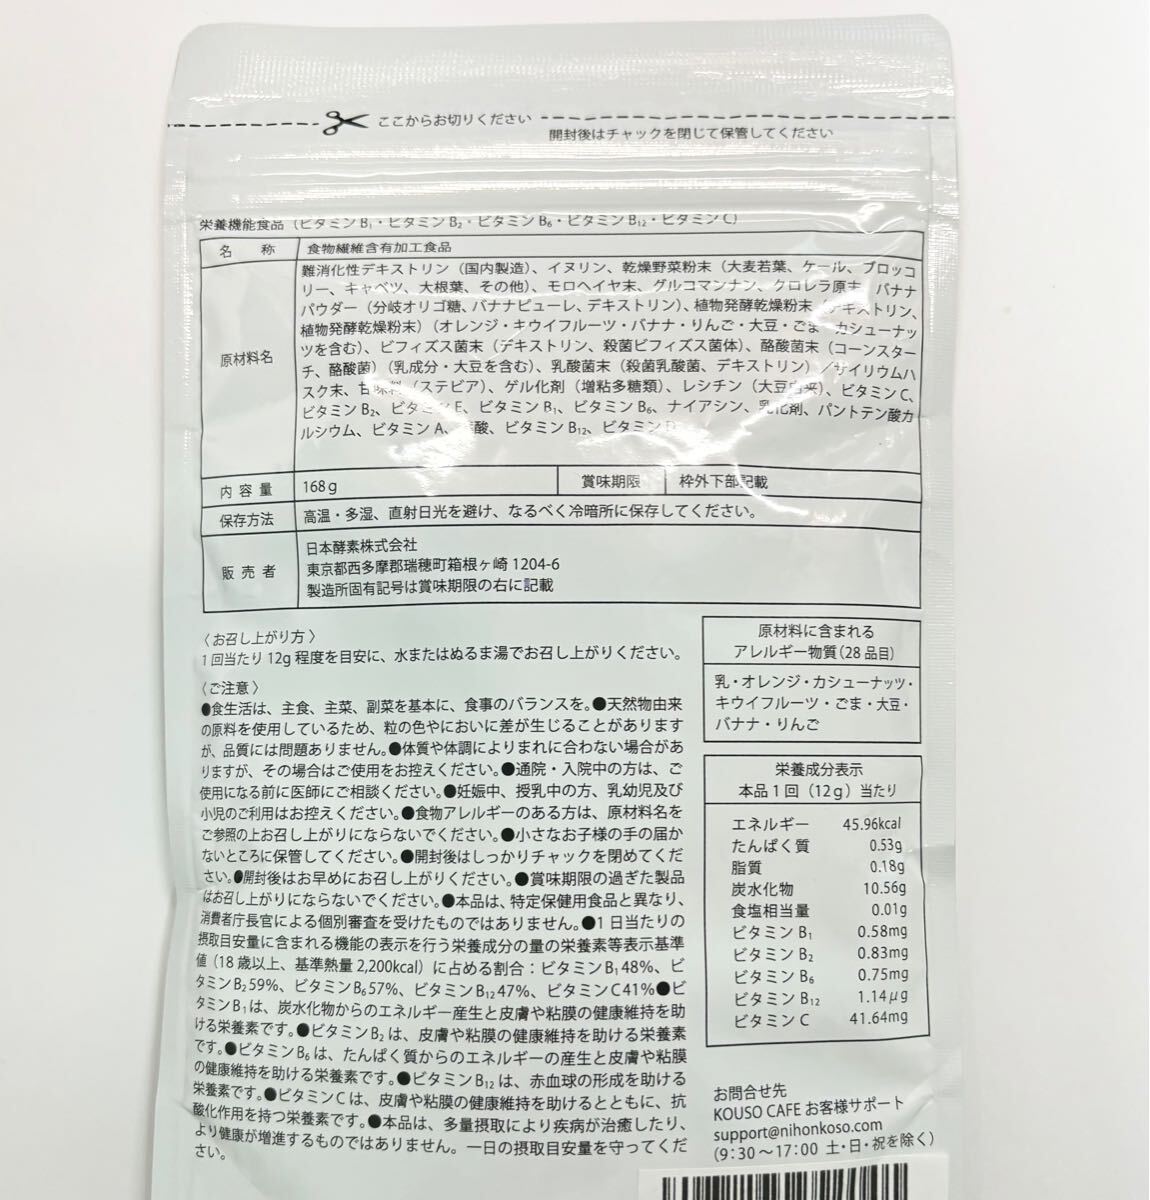 ここからお切りください
開封後はチャックを閉じて保管してください
栄養機能食品（ビタミンB₁・ビタミンB₂・ビタミンB₆・ビタミンB₁₂・ビタミンC）
名　称　食物繊維含有加工食品
原材料名
難消化性デキストリン（国内製造）、イヌリン、乾燥野菜粉末（大麦若葉、ケール、ブロッコ
リー、キャベツ、大根葉、その他）、モロヘイヤ末、グルコマンナン、クロレラ原末、バナナ
パウダー（分岐オリゴ糖、バナナピューレ、デキストリン）、植物発酵乾燥粉末（デキストリン、
植物発酵乾燥粉末）（オレンジ・キウイフルーツ・バナナ・りんご・大豆・ごま・カシューナッ
ツを含む）、ビフィズス菌末（デキストリン、殺菌ビフィズス菌体）、酪酸菌末（コーンスター
チ、酪酸菌）（乳成分・大豆を含む）、乳酸菌末（殺菌乳酸菌、デキストリン）／サイリウムハ
スク末、甘味料（ステビア）、ゲル化剤（増粘多糖類）、レシチン（大豆由来）、ビタミンC、
ビタミンB₂、ビタミンE、ビタミンB₁、ビタミンB₆、ナイアシン、乳化剤、パントテン酸カ
ルシウム、ビタミンA、酸、ビタミンB₁₂、ビタミンD
内容量　168g　賞味期限　枠外下部記載
保存方法　高温・多湿、直射日光を避け、なるべく冷暗所に保存してください。
販売者
日本酵素株式会社
東京都西多摩郡瑞穂町箱根ヶ崎1204-6
製造所固有記号は賞味期限の右に記載
〈お召し上がり方〉
1回当たり12g程度を目安に、水またはぬるま湯でお召し上がりください。
〈ご注意〉
●食生活は、主食、主菜、副菜を基本に、食事のバランスを。●天然物由来
の原料を使用しているため、粒の色やにおいに差が生じることがあります
が、品質には問題ありません。●体質や体調によりまれに合わない場合があ
りますが、その場合はご使用をお控えください。●通院・入院中の方は、ご
使用になる前に医師にご相談ください。●妊娠中、授乳中の方、乳幼児及び
小児のご利用はお控えください。●食物アレルギーのある方は、原材料名を
ご参照の上お召し上がりにならないでください。●小さなお子様の手の届か
ないところに保管してください。●開封後はしっかりチャックを閉めてくだ
さい。●開封後はお早めにお召し上がりください。●賞味期限の過ぎた製品
はお召し上がりにならないでください。●本品は、特定保健用食品と異なり、
消費者庁長官による個別審査を受けたものではありません。●1日当たりの
摂取目安量に含まれる機能の表示を行う栄養成分の量の栄養素等表示基準
値（18歳以上、基準熱量2,200kcal）に占める割合：ビタミンB₁48%、ビ
タミンB₂59%、ビタミンB₆57%、ビタミンB₁₂47%、ビタミンC41%●ビ
タミンB₁は、炭水化物からのエネルギー産生と皮膚や粘膜の健康維持を助
ける栄養素です。●ビタミンB₂は、皮膚や粘膜の健康維持を助ける栄養素
です。●ビタミンB₆は、たんぱく質からのエネルギーの産生と皮膚や粘膜
の健康維持を助ける栄養素です。●ビタミンB₁₂は、赤血球の形成を助ける
栄養素です。●ビタミンCは、皮膚や粘膜の健康維持を助けるとともに、抗
酸化作用を持つ栄養素です。●本品は、多量摂取により疾病が治癒したり、
より健康が増進するものではありません。一日の摂取目安量を守ってくだ
さい。
原材料に含まれる
アレルギー物質（28品目）
乳・オレンジ・カシューナッツ・
キウイフルーツ・ごま・大豆・
バナナ・りんご
栄養成分表示
本品1回（12g）当たり
エネルギー　45.96kcal
たんぱく質　0.53g
脂質　0.18g
炭水化物　10.56g
食塩相当量　0.01g
ビタミンB₁　0.58mg
ビタミンB₂　0.83mg
ビタミンB₆　0.75mg
ビタミンB₁₂　1.14μg
ビタミンC　41.64mg
お問合せ先
KOUSO CAFE お客様サポート
support@nihonkoso.com
（9：30〜17：00 土・日・祝を除く）